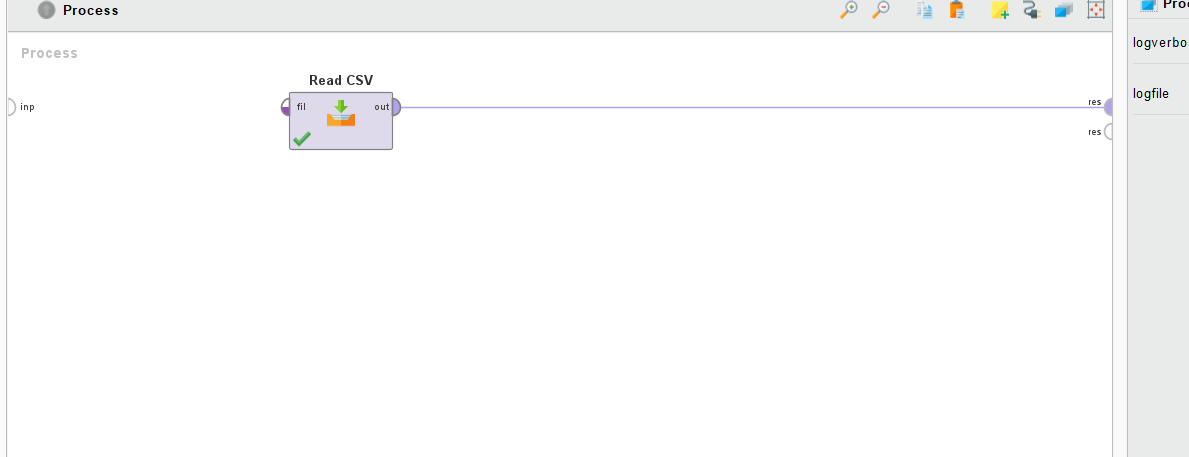 Process
Proc
Process
logverbo
Read CSV
inp
fil
out
res
logfile
res